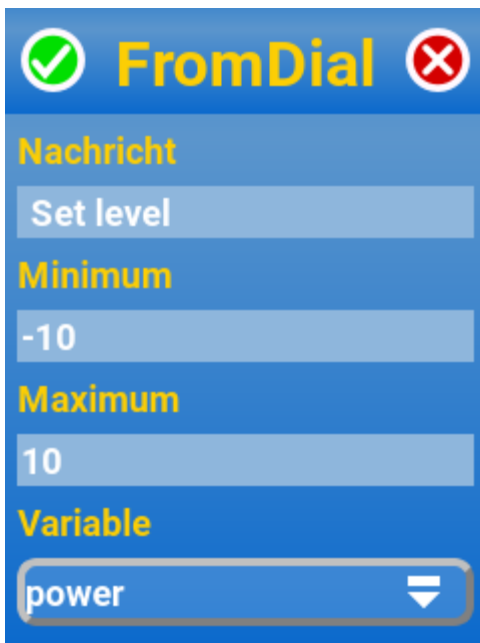 FromDial
Nachricht
Set level
Minimum
-10
Maximum
10
Variable
power